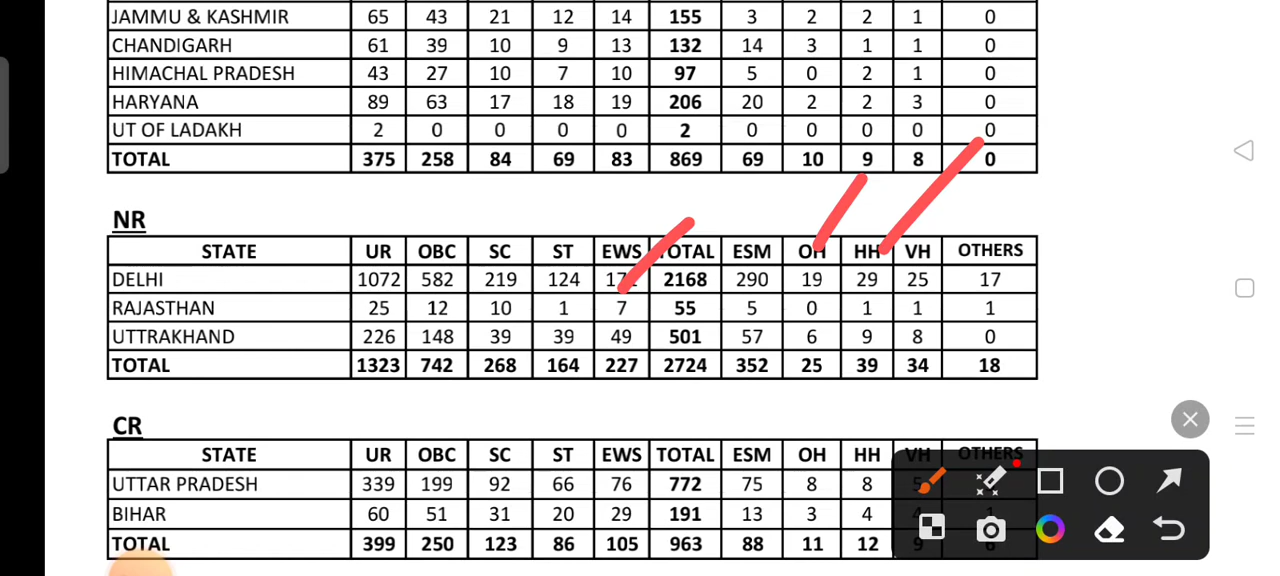 JAMMU & KASHMIR 65 43 21 12 14 155 3 2 2 1 0
CHANDIGARH 61 39 10 9 13 132 14 3 1 1 0
HIMACHAL PRADESH 43 27 10 7 10 97 5 0 2 1 0
HARYANA 89 63 17 18 19 206 20 2 2 3 0
UT OF LADAKH 2 0 0 0 0 2 0 0 0 0 0
TOTAL 375 258 84 69 83 869 69 10 9 8 0
NR
STATE UR OBC SC ST EWS TOTAL ESM OH HH VH OTHERS
DELHI 1072 582 219 124 2168 290 19 29 25 17
RAJASTHAN 25 12 10 1 7 55 5 0 1 1 1
UTTRAKHAND 226 148 39 39 49 501 57 6 9 8 0
TOTAL 1323 742 268 164 227 2724 352 25 39 34 18
CR
STATE UR OBC SC ST EWS TOTAL ESM OH HH VH OTHERS
UTTAR PRADESH 339 199 92 66 76 772 75 8 8
BIHAR 60 51 31 20 29 191 13 3 4
TOTAL 399 250 123 86 105 963 88 11 12